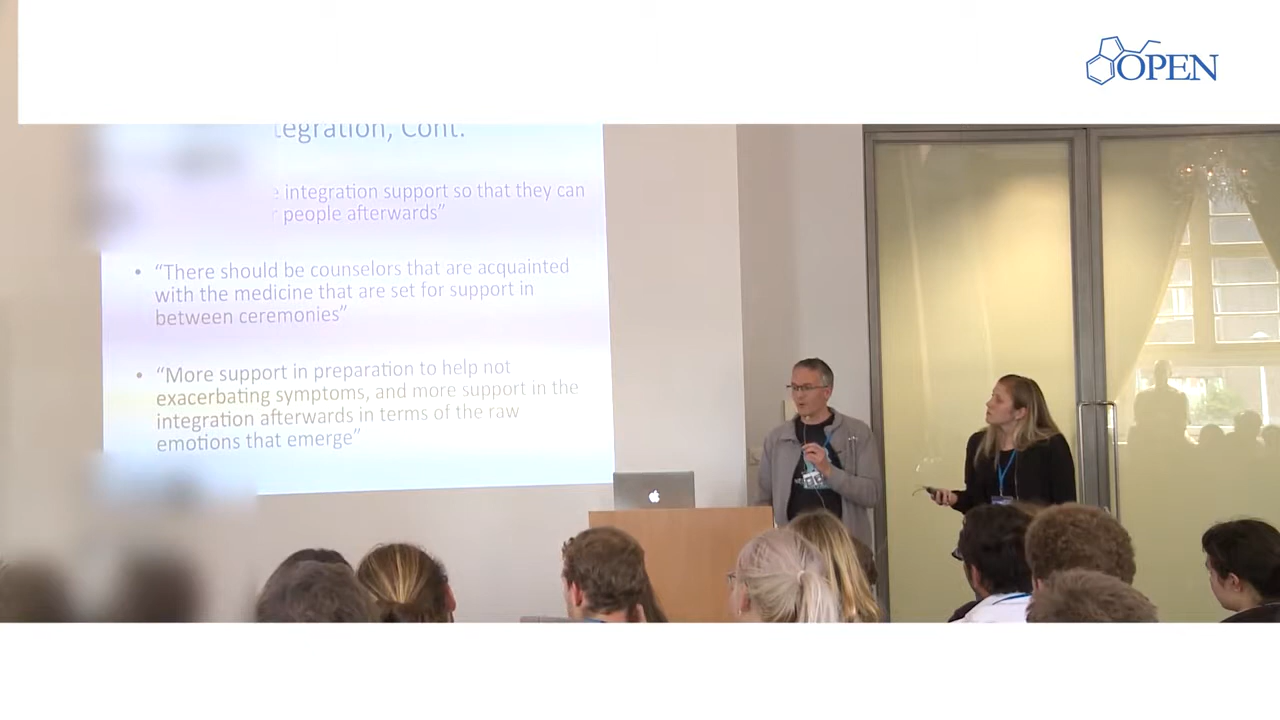 OPEN
tegration, Cont.
integration support so that they can
people afterwards”
• “There should be counselors that are acquainted
with the medicine that are set for support in
between ceremonies”
• “More support in preparation to help not
exacerbating symptoms, and more support in the
integration afterwards in terms of the raw
emotions that emerge”